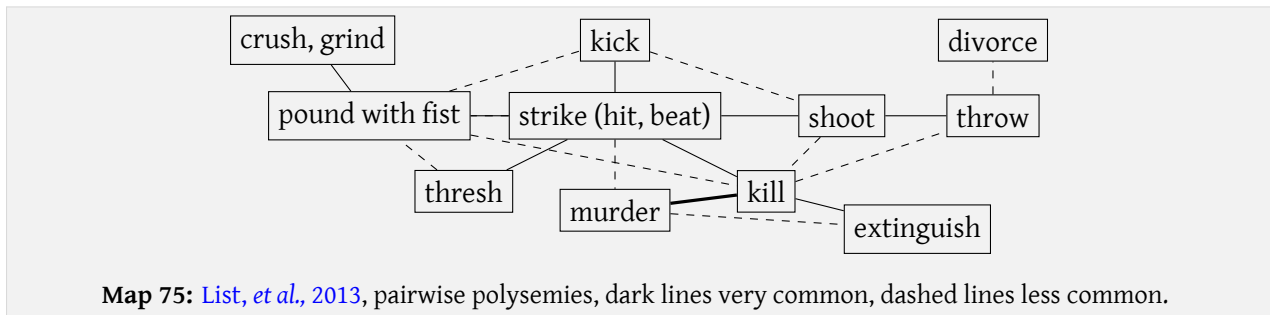 crush, grind
kick
divorce
pound with fist
strike (hit, beat)
shoot
throw
thresh
murder
kill
extinguish
Map 75: List, et al., 2013, pairwise polysemies, dark lines very common, dashed lines less common.